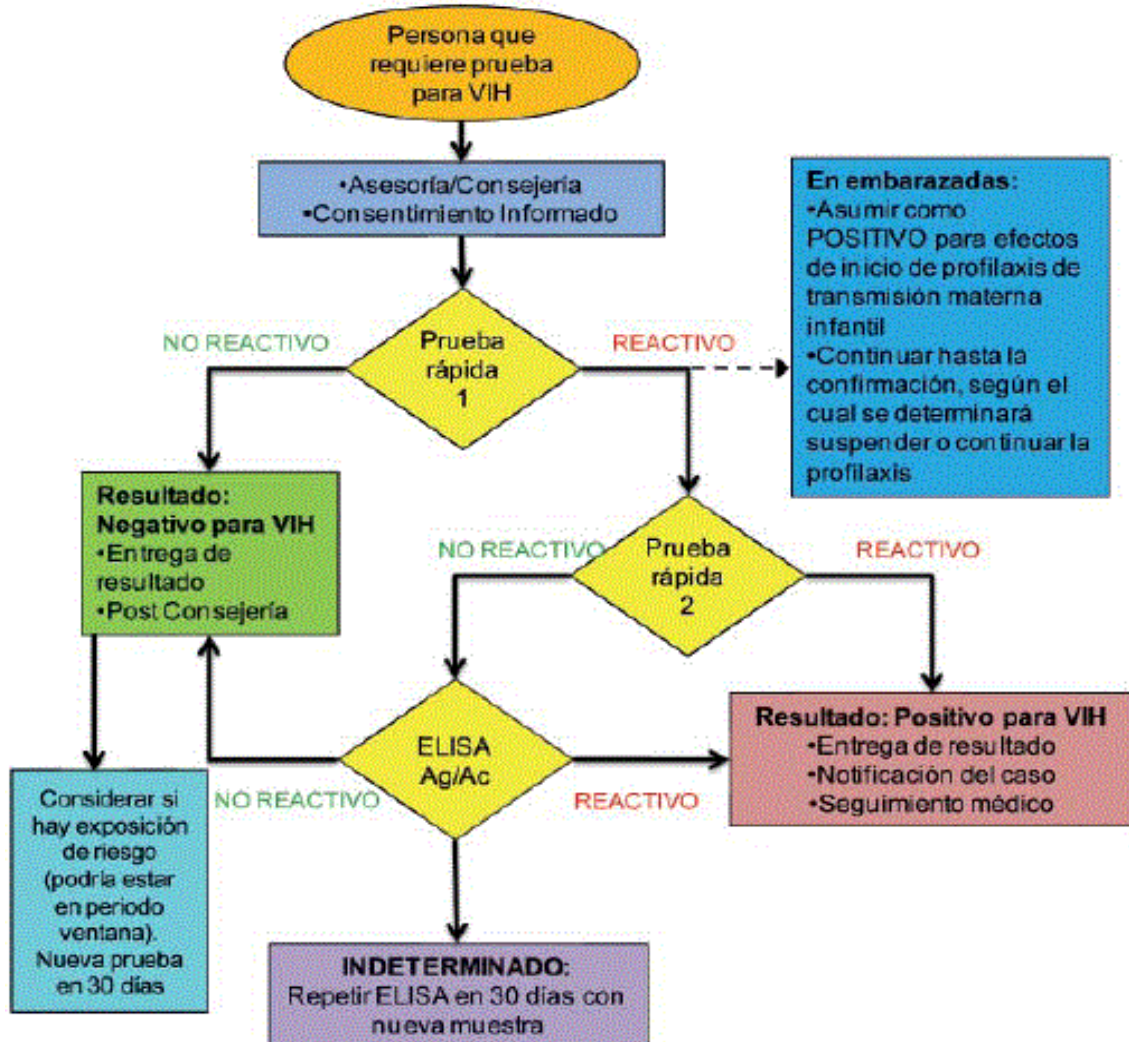 Persona que
requiere prueba
para VIH
•Asesoría/Consejería
•Consentimiento Informado
En embarazadas:
•Asumir como
POSITIVO para efectos
de inicio de profilaxis de
transmisión materna
infantil
•Continuar hasta la
confirmación, según el
cual se determinará
suspender o continuar la
profilaxis
NO REACTIVO
Prueba
rápida
1
REACTIVO
Resultado:
Negativo para VIH
•Entrega de
resultado
•Post Consejería
NO REACTIVO
Prueba
rápida
2
REACTIVO
ELISA
Ag/Ac
NO REACTIVO
REACTIVO
Resultado: Positivo para VIH
•Entrega de resultado
•Notificación del caso
•Seguimiento médico
Considerar si
hay exposición
de riesgo
(podría estar
en periodo
ventana).
Nueva prueba
en 30 días
INDETERMINADO:
Repetir ELISA en 30 días con
nueva muestra